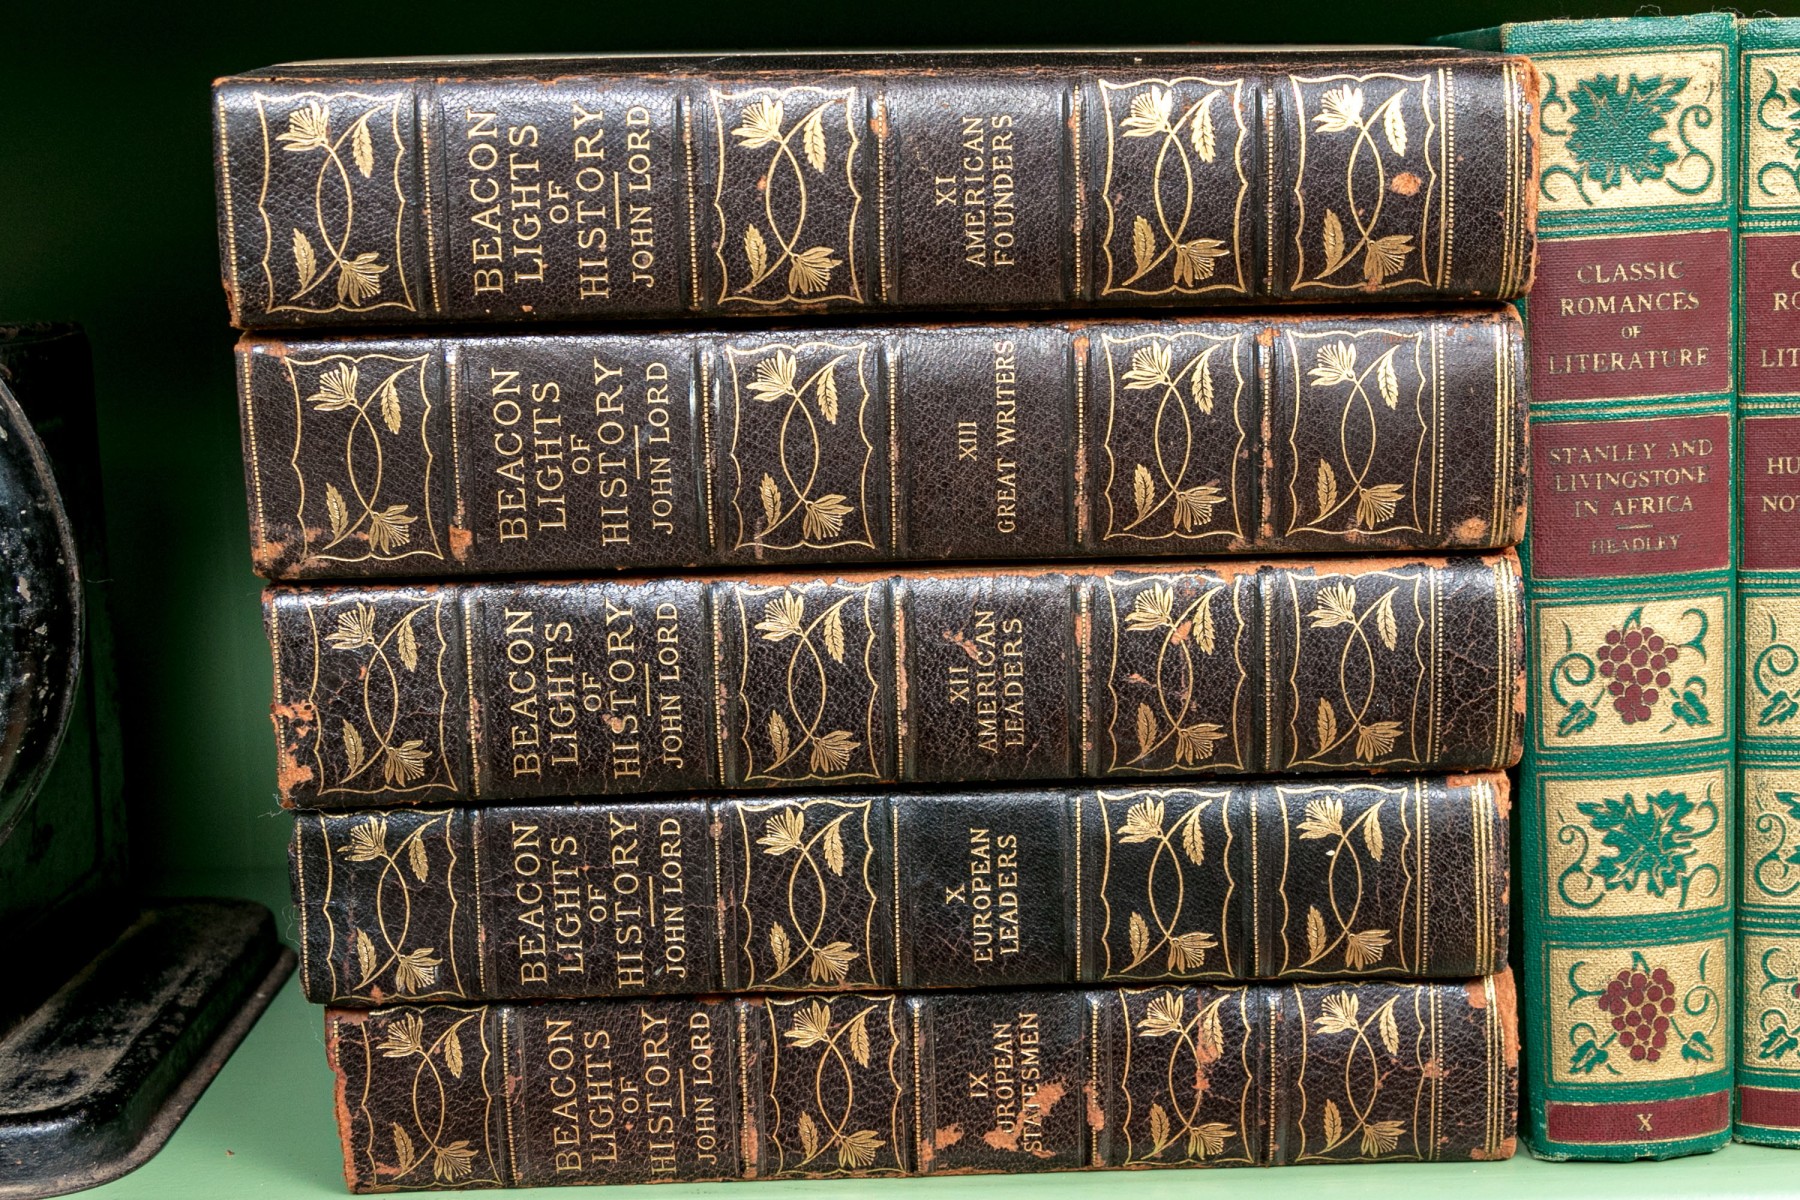 BEACON
LIGHTS
OF
HISTORY
JOHN LORD
XI
AMERICAN
FOUNDERS
BEACON
LIGHTS
OF
HISTORY
JOHN LORD
XIII
GREAT WRITERS
BEACON
LIGHTS
OF
HISTORY
JOHN LORD
XII
AMERICAN
LEADERS
BEACON
LIGHTS
OF
HISTORY
JOHN LORD
X
EUROPEAN
LEADERS
BEACON
LIGHTS
OF
HISTORY
JOHN LORD
IX
UROPEAN
STATESMEN
CLASSIC
ROMANCES
OF
LITERATURE
STANLEY AND
LIVINGSTONE
IN AFRICA
HEADLEY
X